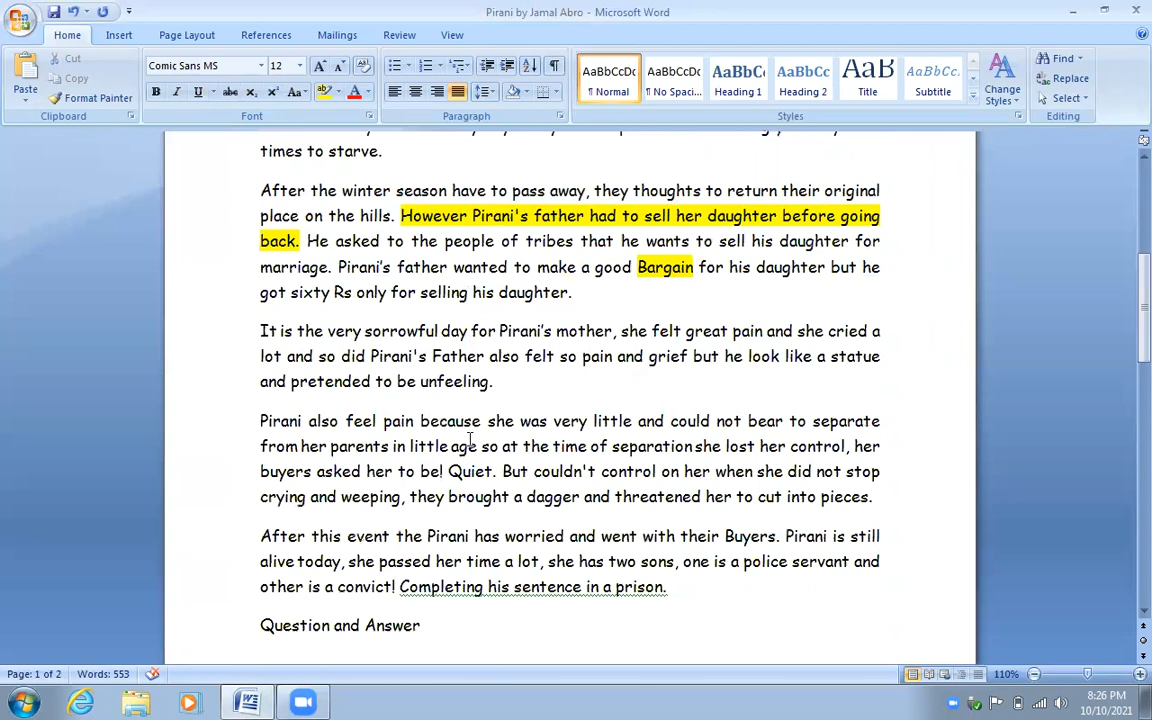 Pirani by Jamal Abro - Microsoft Word
Home Insert Page Layout References Mailings Review View
Paste
Cut
Copy
Format Painter
Clipboard
Comic Sans MS 12
B I U abc x₂ x² Aa
Font
Paragraph
AaBbCcDc AaBbCcDc AaBbC AaBbCc AaB AaBbCc.
¶ Normal ¶ No Spaci... Heading 1 Heading 2 Title Subtitle
Change
Styles
Styles
Find
Replace
Select
Editing
times to starve.
After the winter season have to pass away, they thoughts to return their original
place on the hills. However Pirani's father had to sell her daughter before going
back. He asked to the people of tribes that he wants to sell his daughter for
marriage. Pirani's father wanted to make a good Bargain for his daughter but he
got sixty Rs only for selling his daughter.
It is the very sorrowful day for Pirani's mother, she felt great pain and she cried a
lot and so did Pirani's Father also felt so pain and grief but he look like a statue
and pretended to be unfeeling.
Pirani also feel pain because she was very little and could not bear to separate
from her parents in little age so at the time of separation she lost her control, her
buyers asked her to be! Quiet. But couldn't control on her when she did not stop
crying and weeping, they brought a dagger and threatened her to cut into pieces.
After this event the Pirani has worried and went with their Buyers. Pirani is still
alive today, she passed her time a lot, she has two sons, one is a police servant and
other is a convict! Completing his sentence in a prison.
Question and Answer
Page: 1 of 2 Words: 553 110%
8:26 PM
10/10/2021